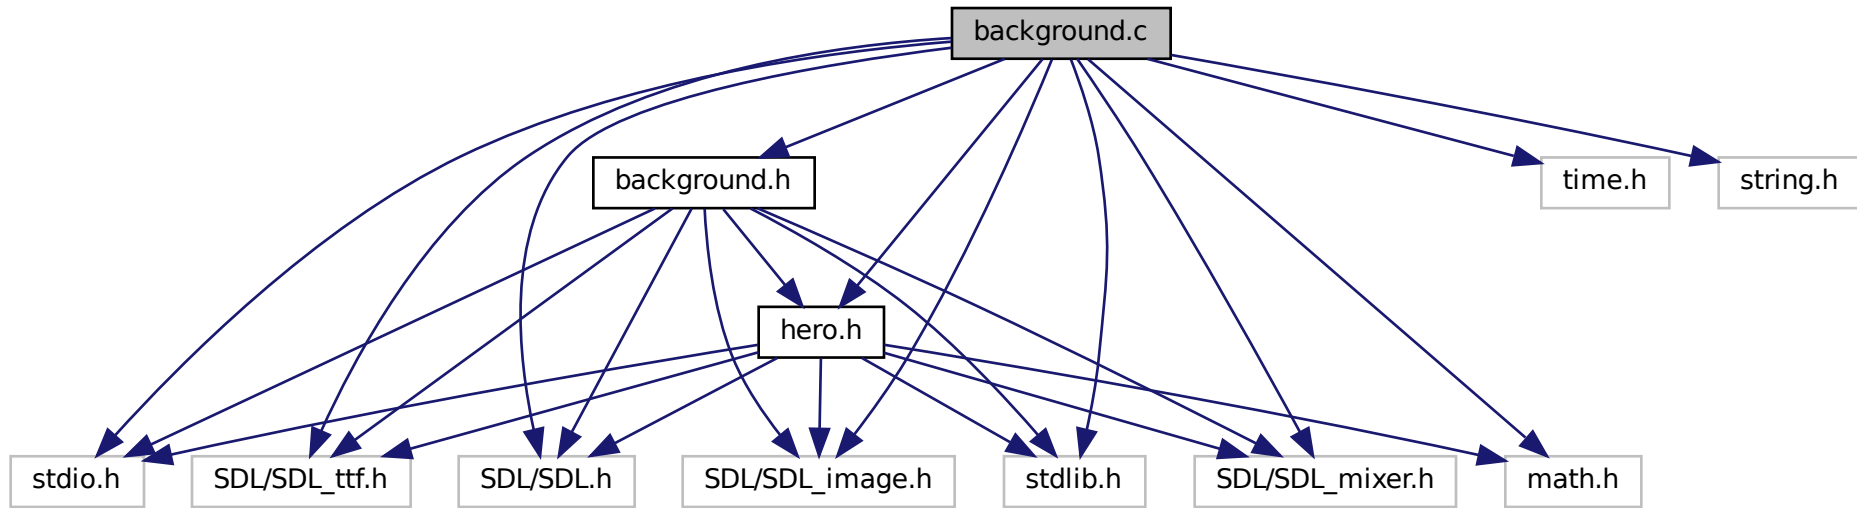 background.c
background.h
time.h
string.h
hero.h
stdio.h
SDL/SDL_ttf.h
SDL/SDL.h
SDL/SDL_image.h
stdlib.h
SDL/SDL_mixer.h
math.h